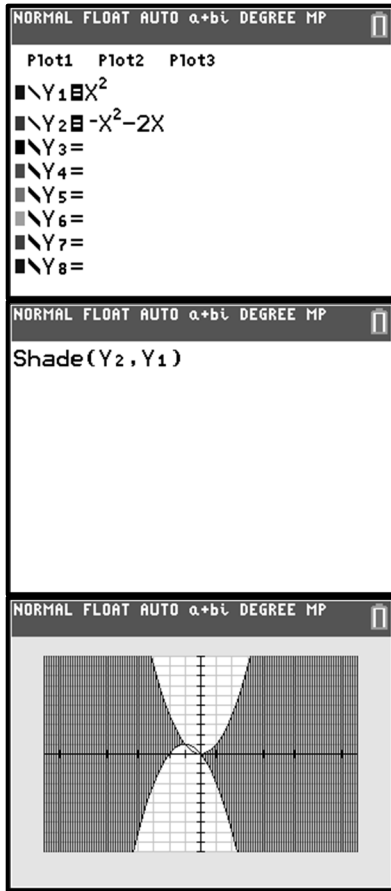 NORMAL FLOAT AUTO a+bi DEGREE MP
Plot1 Plot2 Plot3
\Y₁=X²
\Y₂=⁻X²−2X
\Y₃=
\Y₄=
\Y₅=
\Y₆=
\Y₇=
\Y₈=
NORMAL FLOAT AUTO a+bi DEGREE MP
Shade(Y₂,Y₁)
NORMAL FLOAT AUTO a+bi DEGREE MP